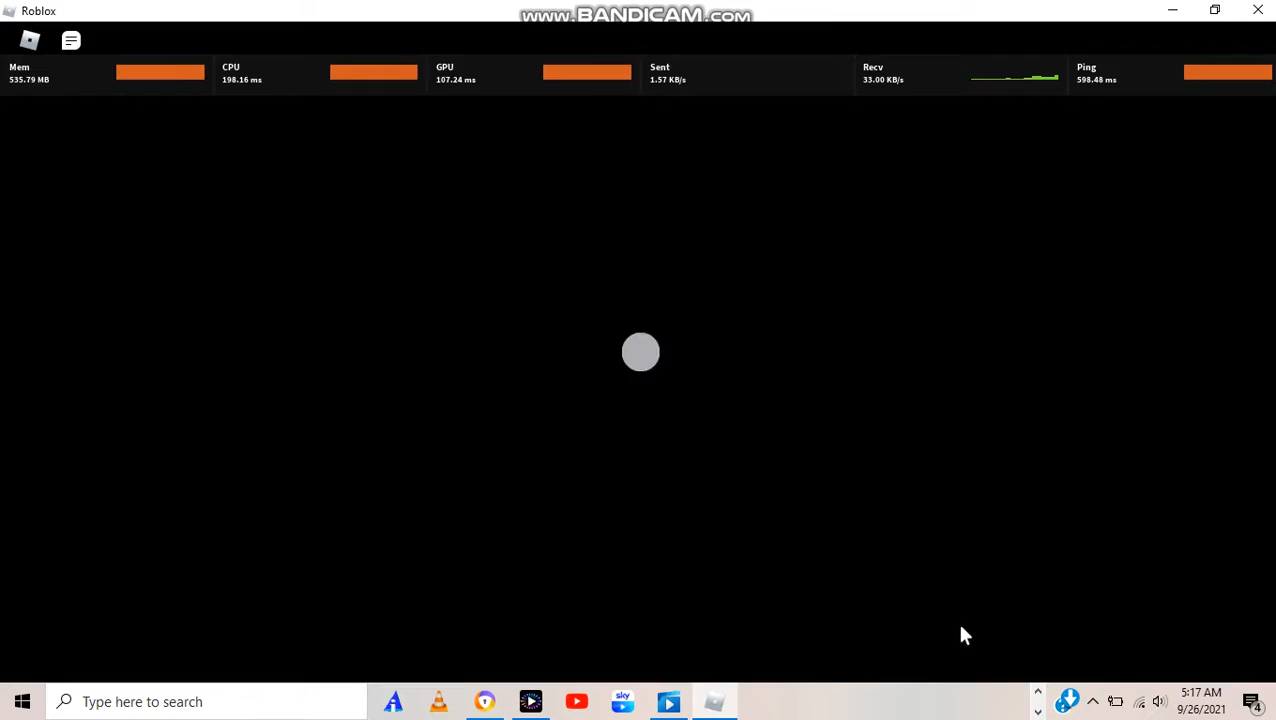 Roblox
www.BANDICAM.com
Mem
535.79 MB
CPU
198.16 ms
GPU
107.24 ms
Sent
1.57 KB/s
Recv
33.00 KB/s
Ping
598.48 ms
Type here to search
sky
5:17 AM
9/26/2021
4